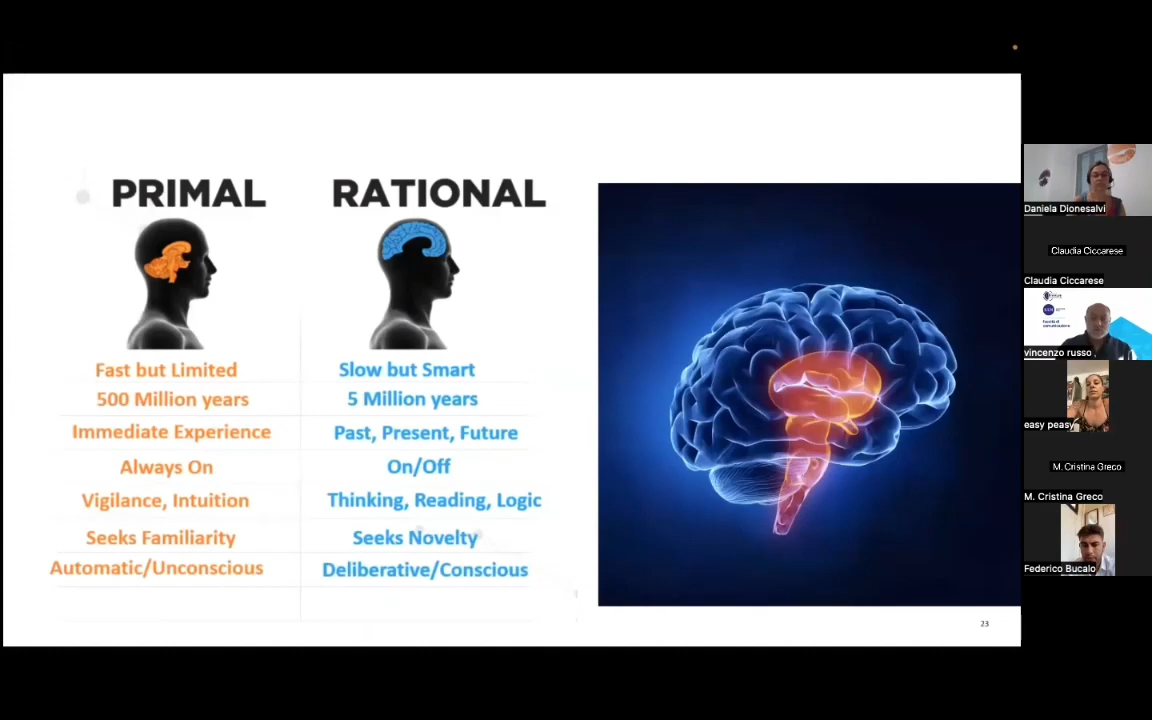 PRIMAL
RATIONAL
Fast but Limited
Slow but Smart
500 Million years
5 Million years
Immediate Experience
Past, Present, Future
Always On
On/Off
Vigilance, Intuition
Thinking, Reading, Logic
Seeks Familiarity
Seeks Novelty
Automatic/Unconscious
Deliberative/Conscious
23
Daniela Dionesalvi
Claudia Ciccarese
Claudia Ciccarese
vincenzo russo
easy peasy
M. Cristina Greco
M. Cristina Greco
Federico Bucalo